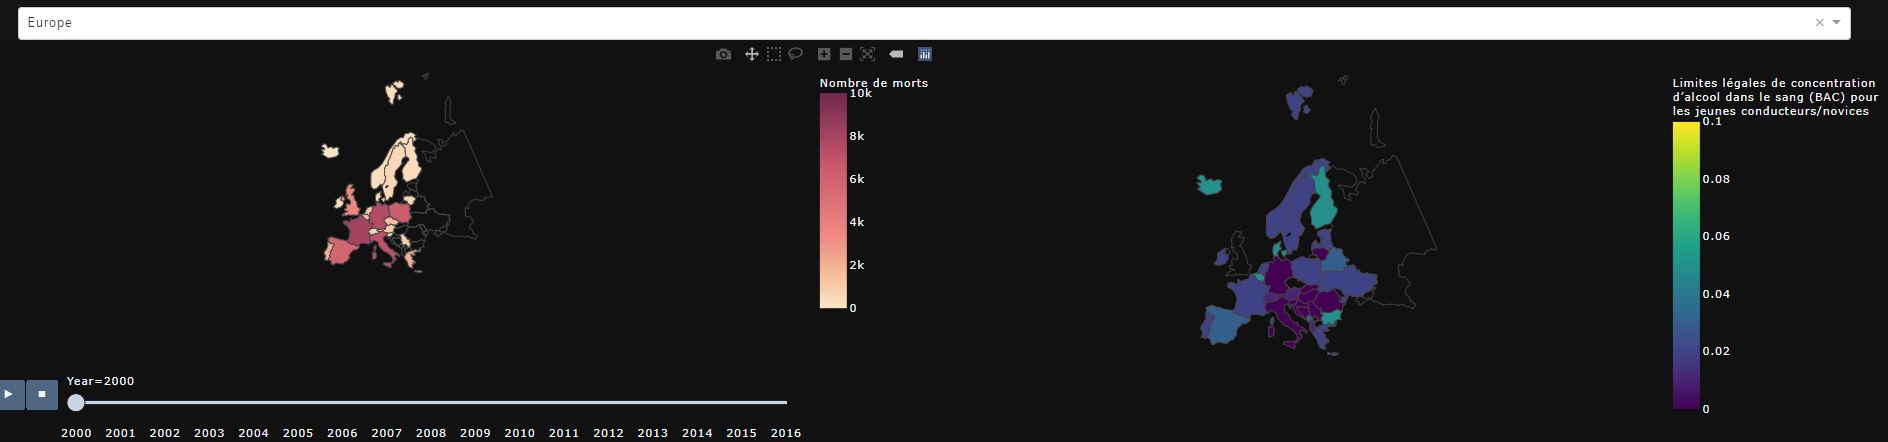 Europe
Nombre de morts
10k
8k
6k
4k
2k
0
Year=2000
2000 2001 2002 2003 2004 2005 2006 2007 2008 2009 2010 2011 2012 2013 2014 2015 2016
Limites légales de concentration
d’alcool dans le sang (BAC) pour
les jeunes conducteurs/novices
0.1
0.08
0.06
0.04
0.02
0